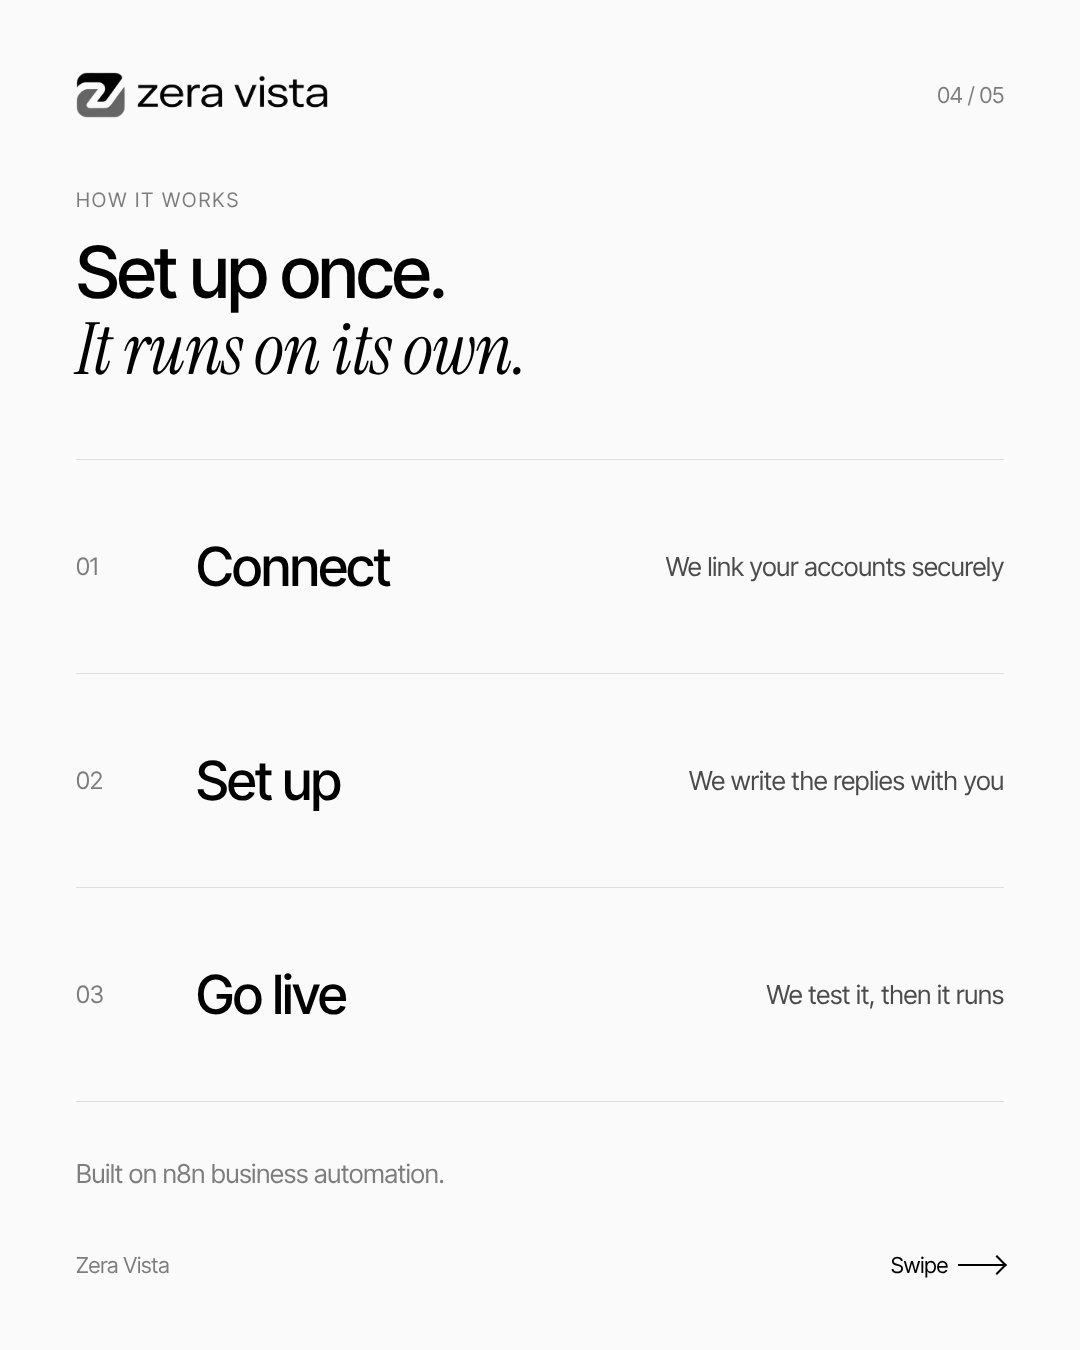 zera vista
04 / 05
HOW IT WORKS
Set up once.
It runs on its own.
01
Connect
We link your accounts securely
02
Set up
We write the replies with you
03
Go live
We test it, then it runs
Built on n8n business automation.
Zera Vista
Swipe